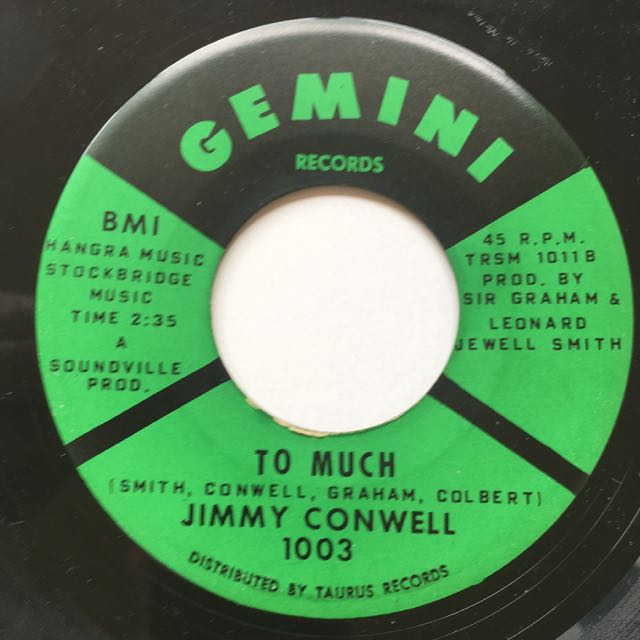 GEMINI
RECORDS
BMI
HANGRA MUSIC
STOCKBRIDGE
MUSIC
TIME 2:35
A
SOUNDVILLE
PROD.
45 R.P.M.
TRSM 1011B
PROD. BY
SIR GRAHAM &
LEONARD
JEWELL SMITH
TO MUCH
(SMITH, CONWELL, GRAHAM, COLBERT)
JIMMY CONWELL
1003
DISTRIBUTED BY TAURUS RECORDS